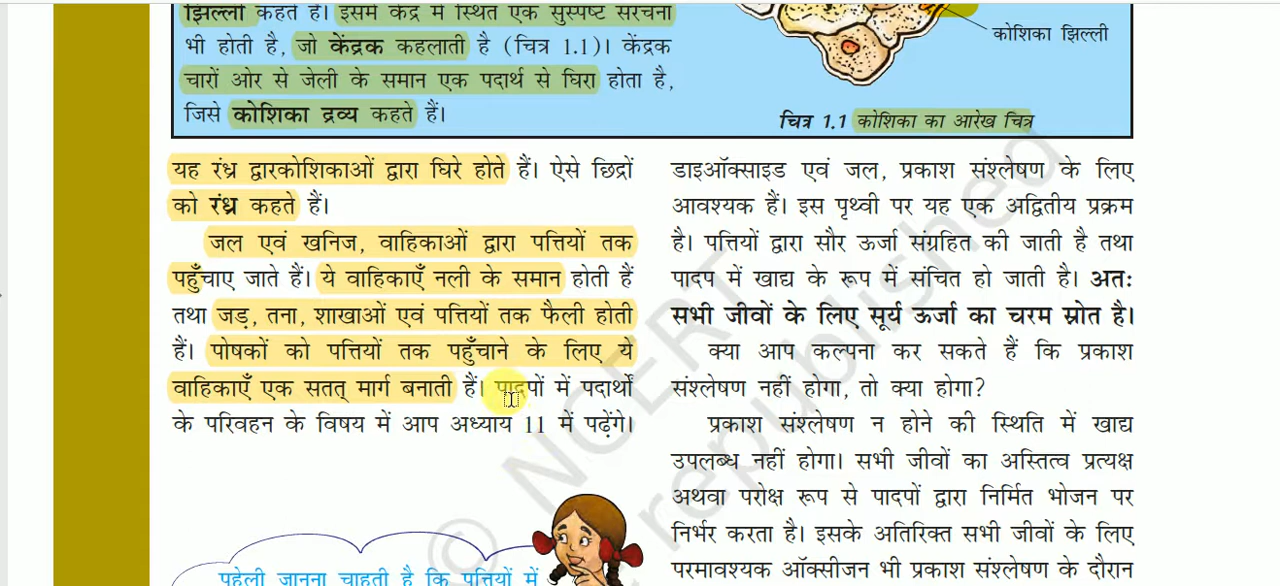 झिल्ली कहते हैं। इसमें केंद्र में स्थित एक सुस्पष्ट संरचना
भी होती है, जो केंद्रक कहलाती है (चित्र 1.1)। केंद्रक
चारों ओर से जेली के समान एक पदार्थ से घिरा होता है,
जिसे कोशिका द्रव्य कहते हैं।
कोशिका झिल्ली
चित्र 1.1 कोशिका का आरेख चित्र
यह रंध्र द्वारकोशिकाओं द्वारा घिरे होते हैं। ऐसे छिद्रों
को रंध्र कहते हैं।
जल एवं खनिज, वाहिकाओं द्वारा पत्तियों तक
पहुँचाए जाते हैं। ये वाहिकाएँ नली के समान होती हैं
तथा जड़, तना, शाखाओं एवं पत्तियों तक फैली होती
हैं। पोषकों को पत्तियों तक पहुँचाने के लिए ये
वाहिकाएँ एक सतत् मार्ग बनाती हैं। पादपों में पदार्थों
के परिवहन के विषय में आप अध्याय 11 में पढ़ेंगे।
पहेली जानना चाहती है कि पत्तियों में
डाइऑक्साइड एवं जल, प्रकाश संश्लेषण के लिए
आवश्यक हैं। इस पृथ्वी पर यह एक अद्वितीय प्रक्रम
है। पत्तियों द्वारा सौर ऊर्जा संग्रहित की जाती है तथा
पादप में खाद्य के रूप में संचित हो जाती है। अतः
सभी जीवों के लिए सूर्य ऊर्जा का चरम स्रोत है।
क्या आप कल्पना कर सकते हैं कि प्रकाश
संश्लेषण नहीं होगा, तो क्या होगा?
प्रकाश संश्लेषण न होने की स्थिति में खाद्य
उपलब्ध नहीं होगा। सभी जीवों का अस्तित्व प्रत्यक्ष
अथवा परोक्ष रूप से पादपों द्वारा निर्मित भोजन पर
निर्भर करता है। इसके अतिरिक्त सभी जीवों के लिए
परमावश्यक ऑक्सीजन भी प्रकाश संश्लेषण के दौरान
© NCERT
republished